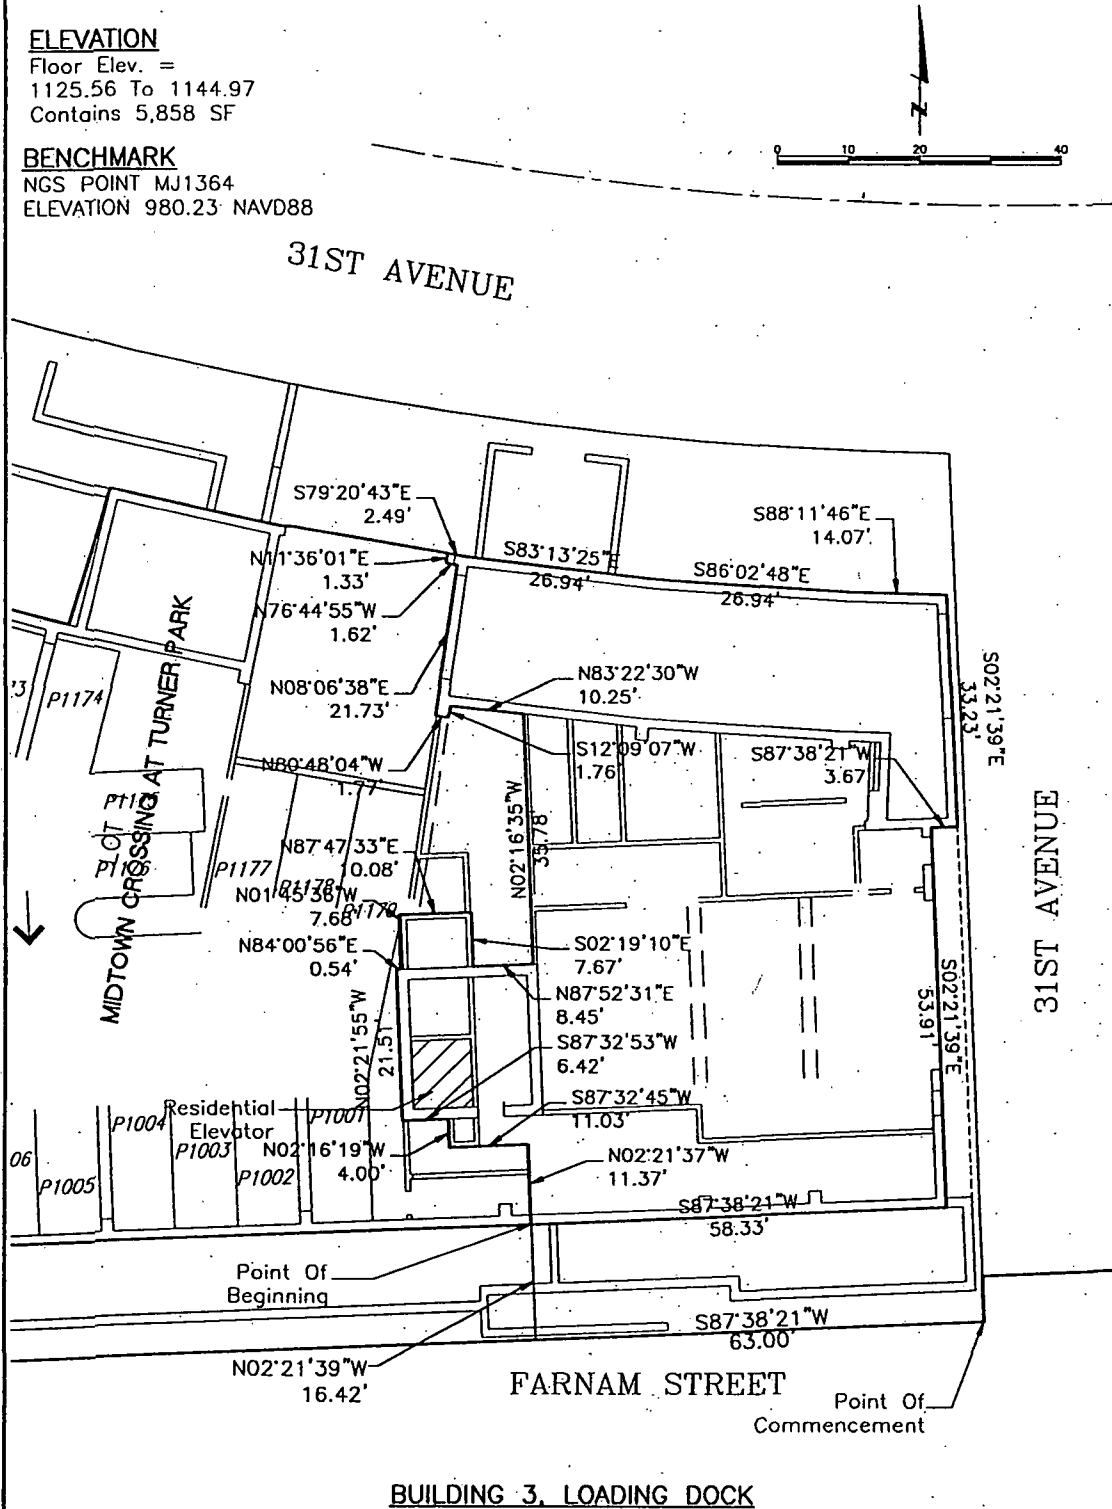 ELEVATION
Floor Elev. =
1125.56 To 1144.97
Contains 5,858 SF
BENCHMARK
NGS POINT MJ1364
ELEVATION 980.23 NAVD88
N
0 10 20 40
31ST AVENUE
S79°20'43"E
2.49'
N11°36'01"E
1.33'
N76°44'55"W
1.62'
S83°13'25"E
26.94'
S86°02'48"E
26.94'
S88°11'46"E
14.07'
N08°06'38"E
21.73'
N83°22'30"W
10.25'
N80°48'04"W
1.77'
S12°09'07"W
1.76'
S87°38'21"W
3.67'
S02°21'39"E
33.23'
P1174
MIDTOWN CROSSING AT TURNER PARK
LOT
P1176
P1177
P1178
P1179
N87°47'33"E
10.08'
N01°45'36"W
7.68'
N84°00'56"E
0.54'
N02°16'35"W
35.78'
S02°19'10"E
7.67'
N87°52'31"E
8.45'
S87°32'53"W
6.42'
S87°32'45"W
11.03'
N02°21'55"W
21.51'
S02°21'39"E
53.91'
31ST AVENUE
Residential
Elevator
P1001
P1002
P1003
P1004
P1005
06
N02°16'19"W
4.00'
N02°21'37"W
11.37'
S87°38'21"W
58.33'
Point Of
Beginning
S87°38'21"W
63.00'
N02°21'39"W
16.42'
FARNAM STREET
Point Of
Commencement
BUILDING 3, LOADING DOCK